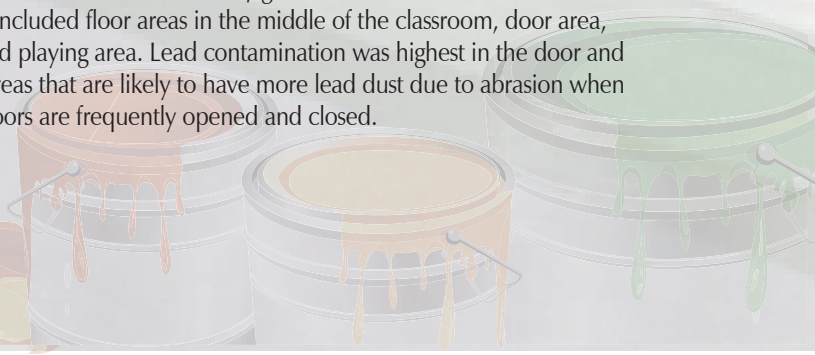 ncluded floor areas in the middle of the classroom, door area,
d playing area. Lead contamination was highest in the door and
reas that are likely to have more lead dust due to abrasion when
oors are frequently opened and closed.